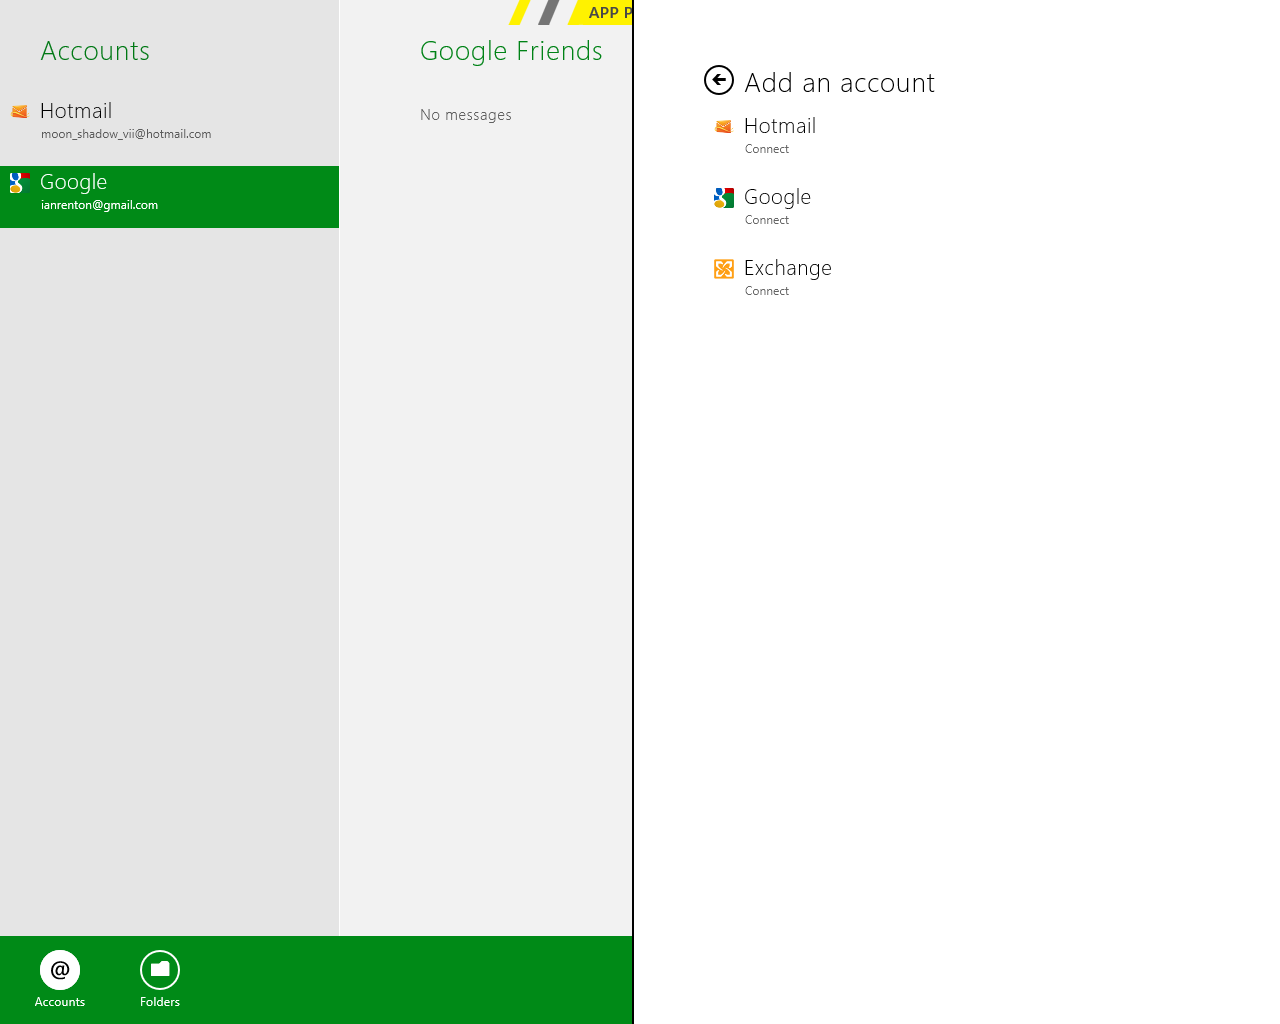 APP P
Accounts
Hotmail
moon_shadow_vii@hotmail.com
Google
ianrenton@gmail.com
Google Friends
No messages
@
Accounts
Folders
Add an account
Hotmail
Connect
Google
Connect
Exchange
Connect